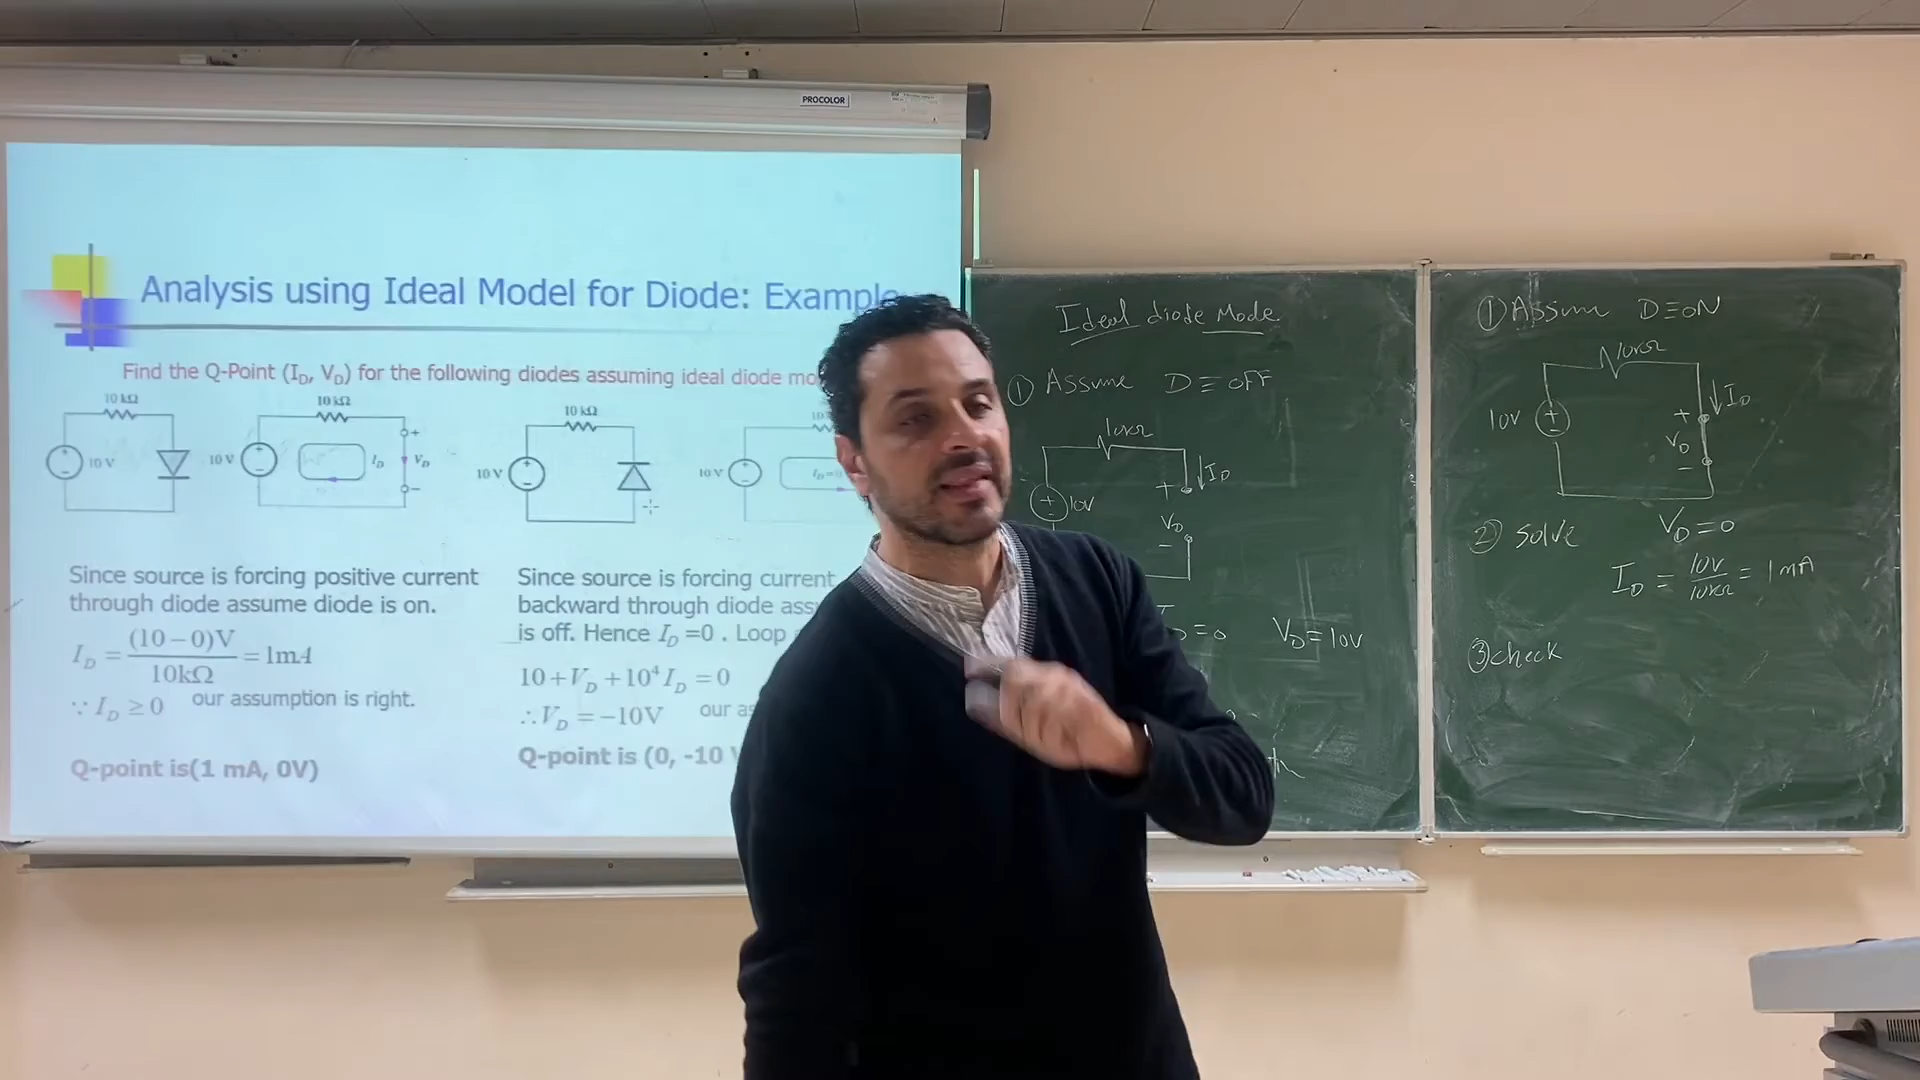 PROCOLOR
Analysis using Ideal Model for Diode: Example
Find the Q-Point (I_D, V_D) for the following diodes assuming ideal diode
10 kΩ
10 V
10 kΩ
10 V
+
I_D
V_D
−
10 kΩ
10 V
10 V
Since source is forcing positive current
through diode assume diode is on.
I_D = (10 − 0)V / 10kΩ = 1mA
∵ I_D ≥ 0 our assumption is right.
Q-point is(1 mA, 0V)
Since source is forcing current
backward through diode
is off. Hence I_D =0 . Loop
10+V_D +10⁴ I_D = 0
∴ V_D = −10V our
Q-point is (0, -10
Ideal diode Mode
① Assume D ≡ OFF
10kΩ
10V
+
↓ I_D
V_D
−
= 0 V_D = 10V
① Assume D ≡ ON
10kΩ
10V
+
↓ I_D
V_D
−
② Solve V_D = 0
I_D = 10V / 10kΩ = 1mA
③ check